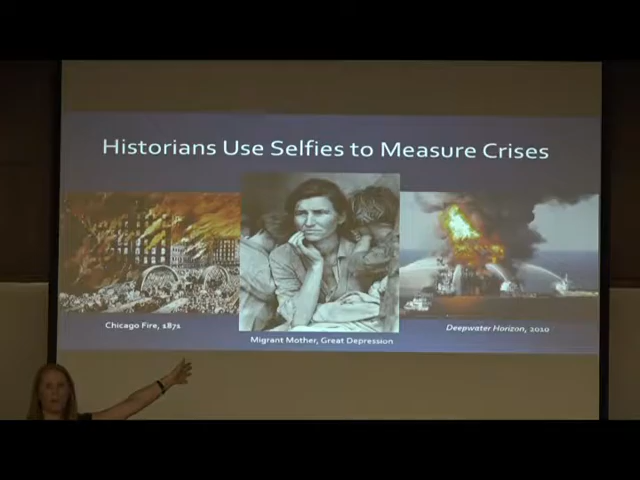 Historians Use Selfies to Measure Crises
Chicago Fire, 1871
Migrant Mother, Great Depression
Deepwater Horizon, 2010